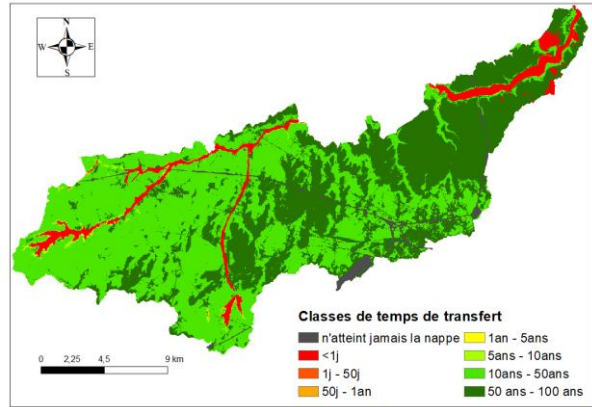 N
W E
S
Classes de temps de transfert
n'atteint jamais la nappe
<1j
1j - 50j
50j - 1an
1an - 5ans
5ans - 10ans
10ans - 50ans
50 ans - 100 ans
0 2,25 4,5 9 km